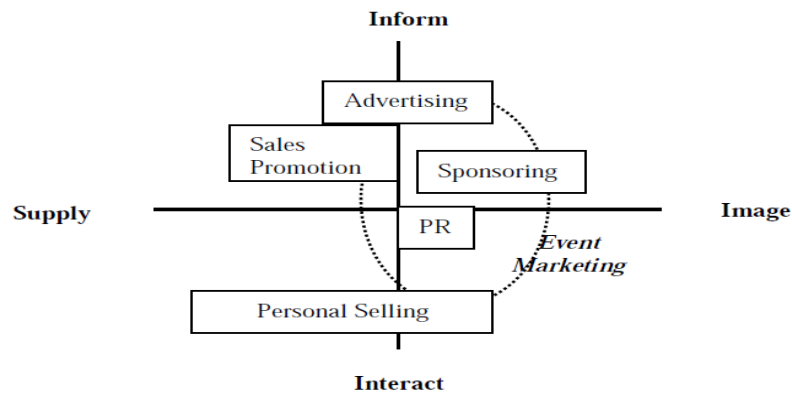 Inform
Advertising
Sales
Promotion
Sponsoring
Supply
Image
PR
Event
Marketing
Personal Selling
Interact